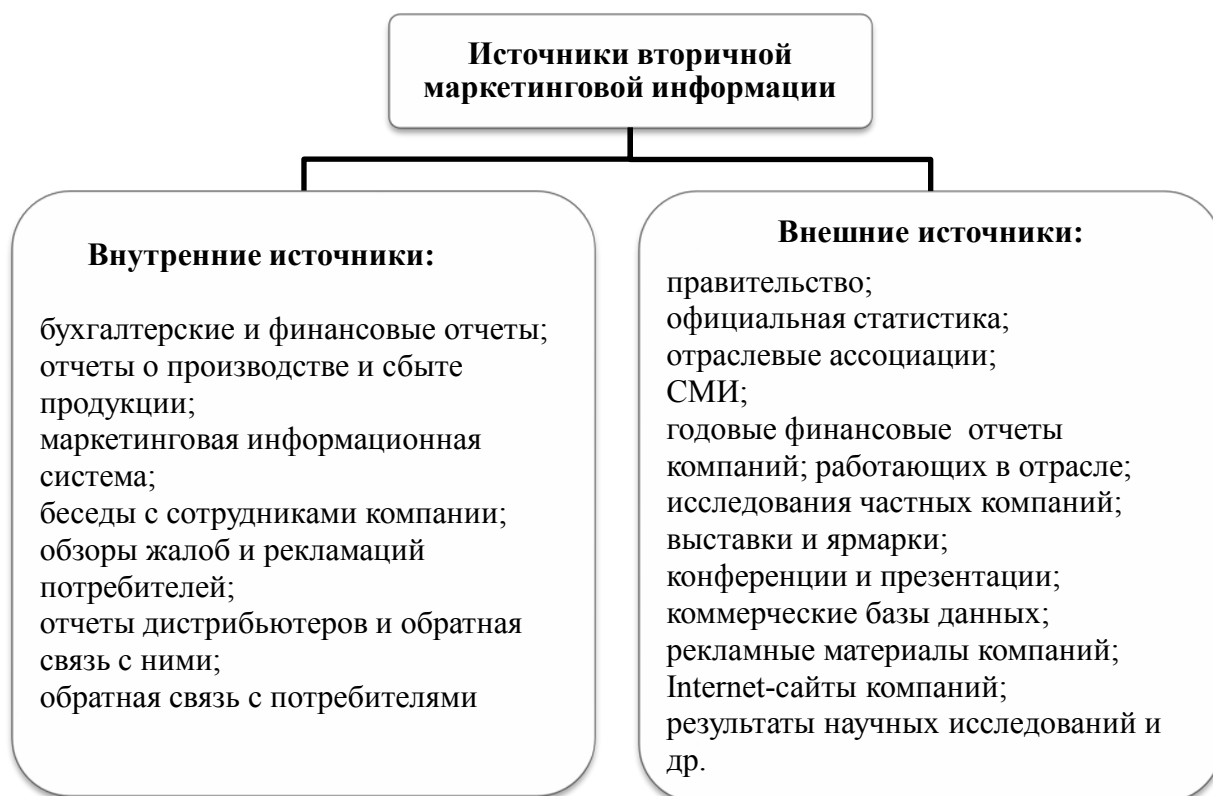 Источники вторичной
маркетинговой информации
Внутренние источники:
бухгалтерские и финансовые отчеты;
отчеты о производстве и сбыте
продукции;
маркетинговая информационная
система;
беседы с сотрудниками компании;
обзоры жалоб и рекламаций
потребителей;
отчеты дистрибьютеров и обратная
связь с ними;
обратная связь с потребителями
Внешние источники:
правительство;
официальная статистика;
отраслевые ассоциации;
СМИ;
годовые финансовые  отчеты
компаний; работающих в отрасле;
исследования частных компаний;
выставки и ярмарки;
конференции и презентации;
коммерческие базы данных;
рекламные материалы компаний;
Internet-сайты компаний;
результаты научных исследований и
др.